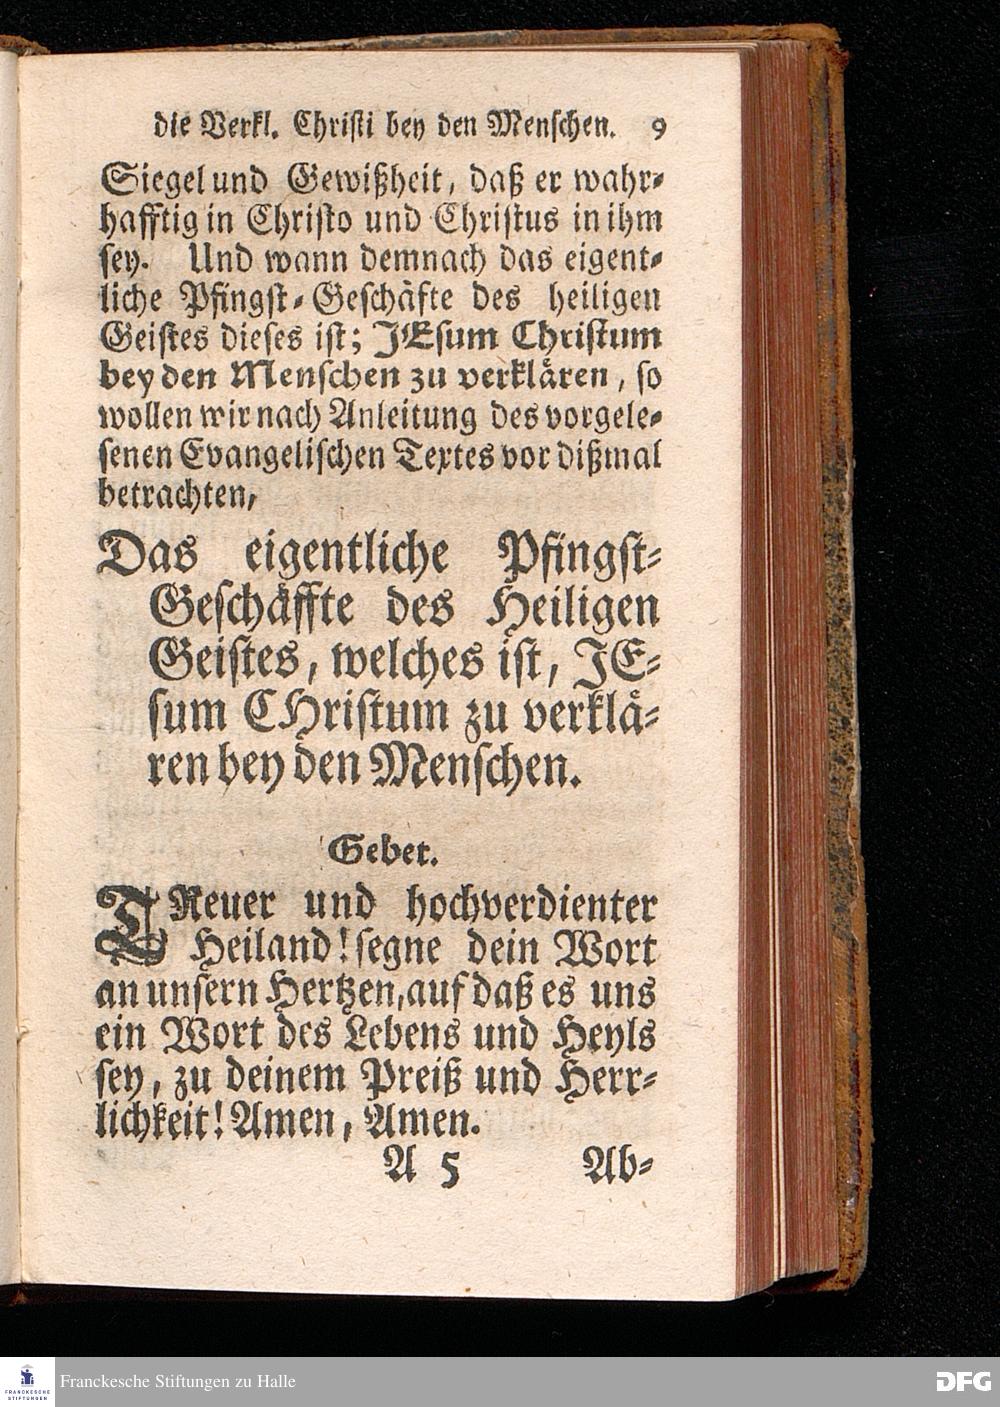 die Verkl. Christi bey den Menschen. 9
Siegel und Gewißheit, daß er wahr-
hafftig in Christo und Christus in ihm
sey. Und wann demnach das eigent-
liche Pfingst-Geschäfte des heiligen
Geistes dieses ist; JEsum Christum
bey den Menschen zu verklären, so
wollen wir nach Anleitung des vorgele-
senen Evangelischen Textes vor dißmal
betrachten,
Das eigentliche Pfingst-
Geschäffte des Heiligen
Geistes, welches ist, JE-
sum CHristum zu verklä-
ren bey den Menschen.
Gebet.
TReuer und hochverdienter
Heiland! segne dein Wort
an unsern Hertzen, auf daß es uns
ein Wort des Lebens und Heyls
sey, zu deinem Preiß und Herr-
lichkeit! Amen, Amen.
A 5 Ab-
FRANCKESCHE STIFTUNGEN
Franckesche Stiftungen zu Halle
DFG